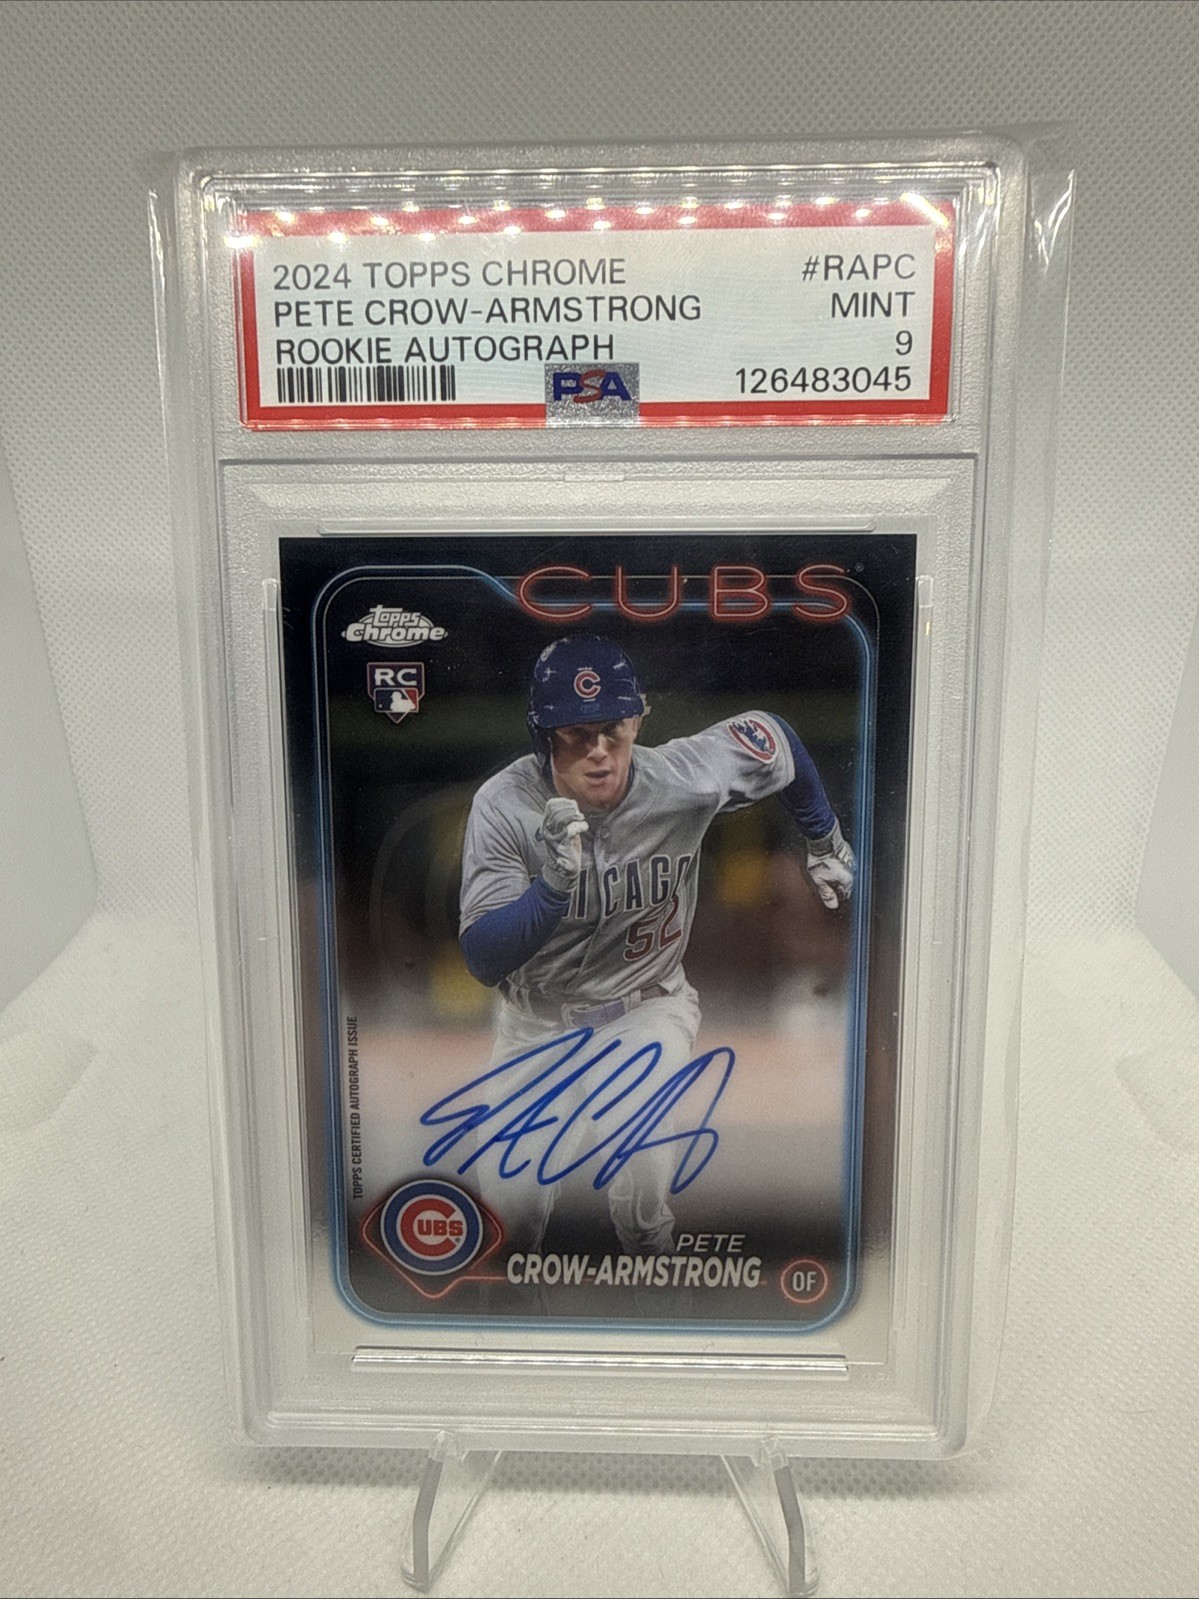 2024 TOPPS CHROME #RAPC
PETE CROW-ARMSTRONG MINT
ROOKIE AUTOGRAPH 9
PSA 126483045
CUBS
Topps Chrome
RC
C
CHICAGO
52
TOPPS CERTIFIED AUTOGRAPH ISSUE
CUBS
PETE
CROW-ARMSTRONG OF